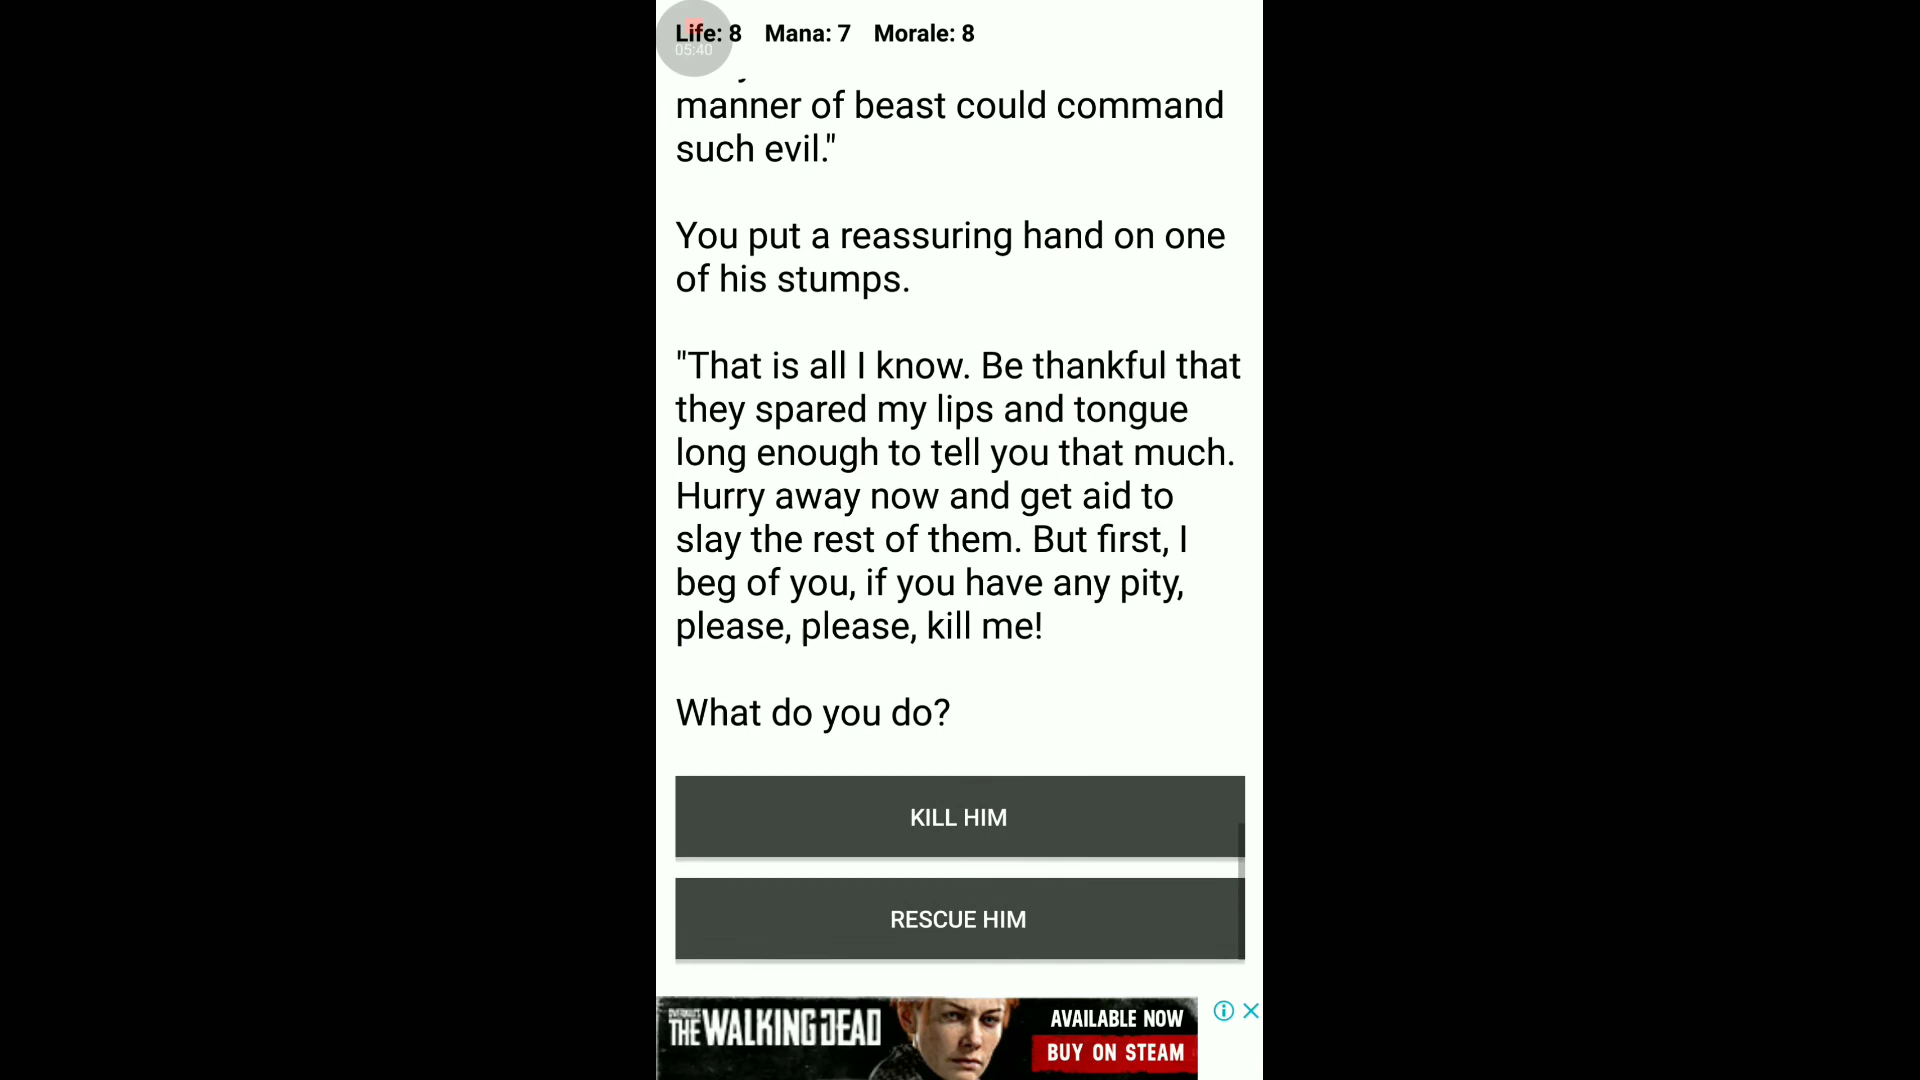 Life: 8 Mana: 7 Morale: 8
05:40
manner of beast could command
such evil."
You put a reassuring hand on one
of his stumps.
"That is all I know. Be thankful that
they spared my lips and tongue
long enough to tell you that much.
Hurry away now and get aid to
slay the rest of them. But first, I
beg of you, if you have any pity,
please, please, kill me!
What do you do?
KILL HIM
RESCUE HIM
OVERKILL'S
THE WALKING DEAD
AVAILABLE NOW
BUY ON STEAM